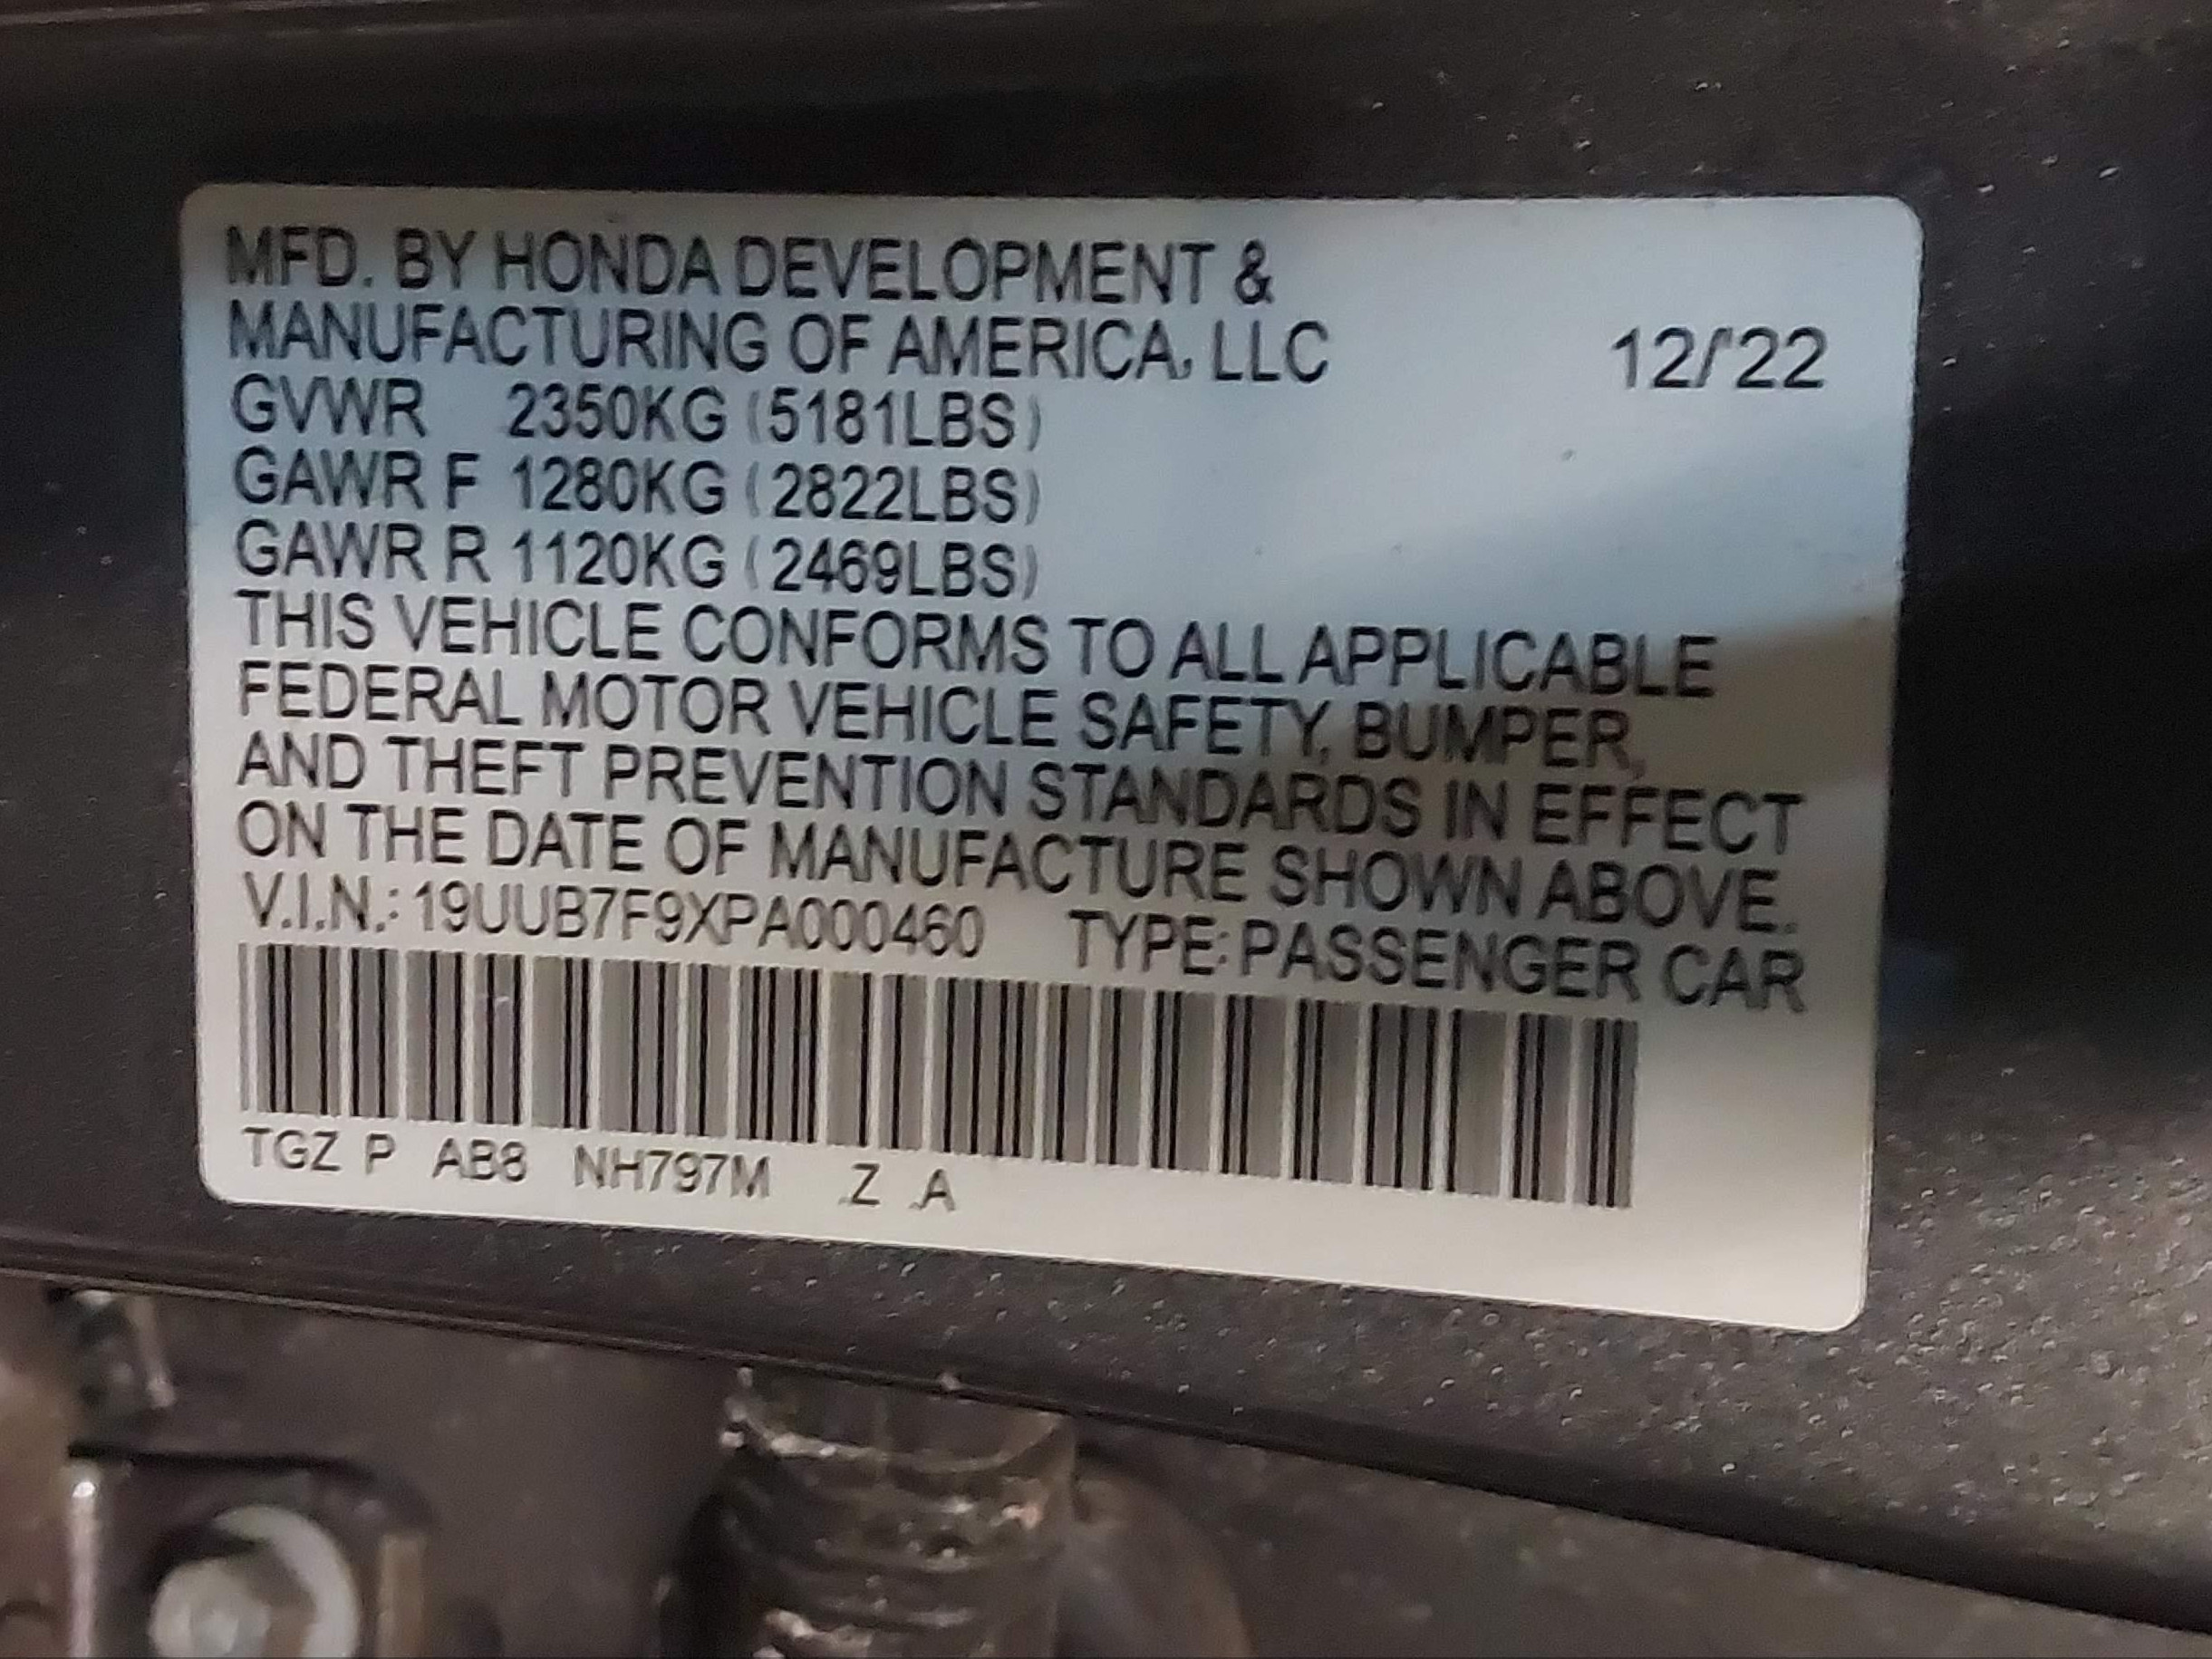 MFD. BY HONDA DEVELOPMENT &
MANUFACTURING OF AMERICA, LLC 12/'22
GVWR 2350KG (5181LBS)
GAWR F 1280KG (2822LBS)
GAWR R 1120KG (2469LBS)
THIS VEHICLE CONFORMS TO ALL APPLICABLE
FEDERAL MOTOR VEHICLE SAFETY, BUMPER,
AND THEFT PREVENTION STANDARDS IN EFFECT
ON THE DATE OF MANUFACTURE SHOWN ABOVE.
V.I.N.: 19UUB7F9XPA000460 TYPE: PASSENGER CAR
TGZ P AB8 NH797M .Z .A